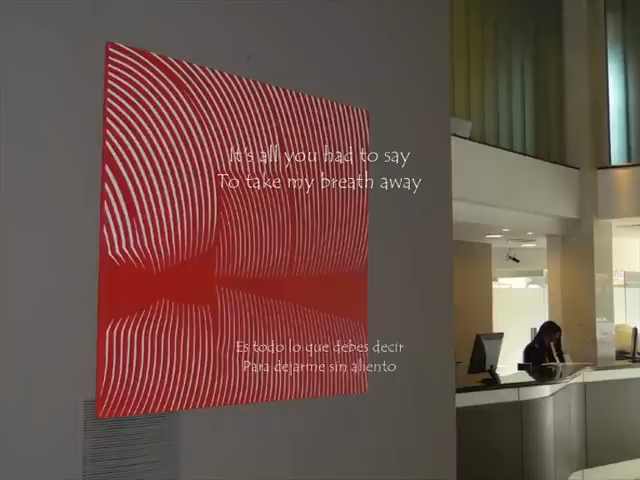 It's all you had to say
To take my breath away
Es todo lo que debes decir
Para dejarme sin aliento